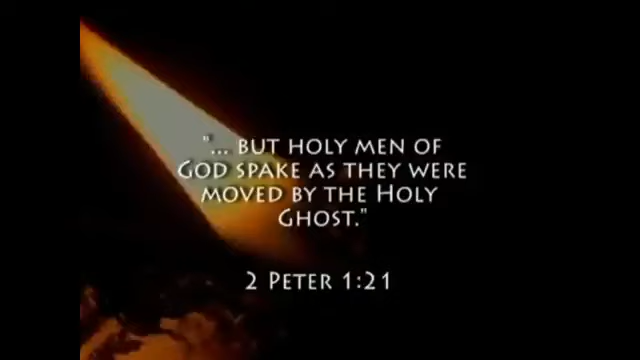 "... but holy men of
God spake as they were
moved by the Holy
Ghost."
2 Peter 1:21